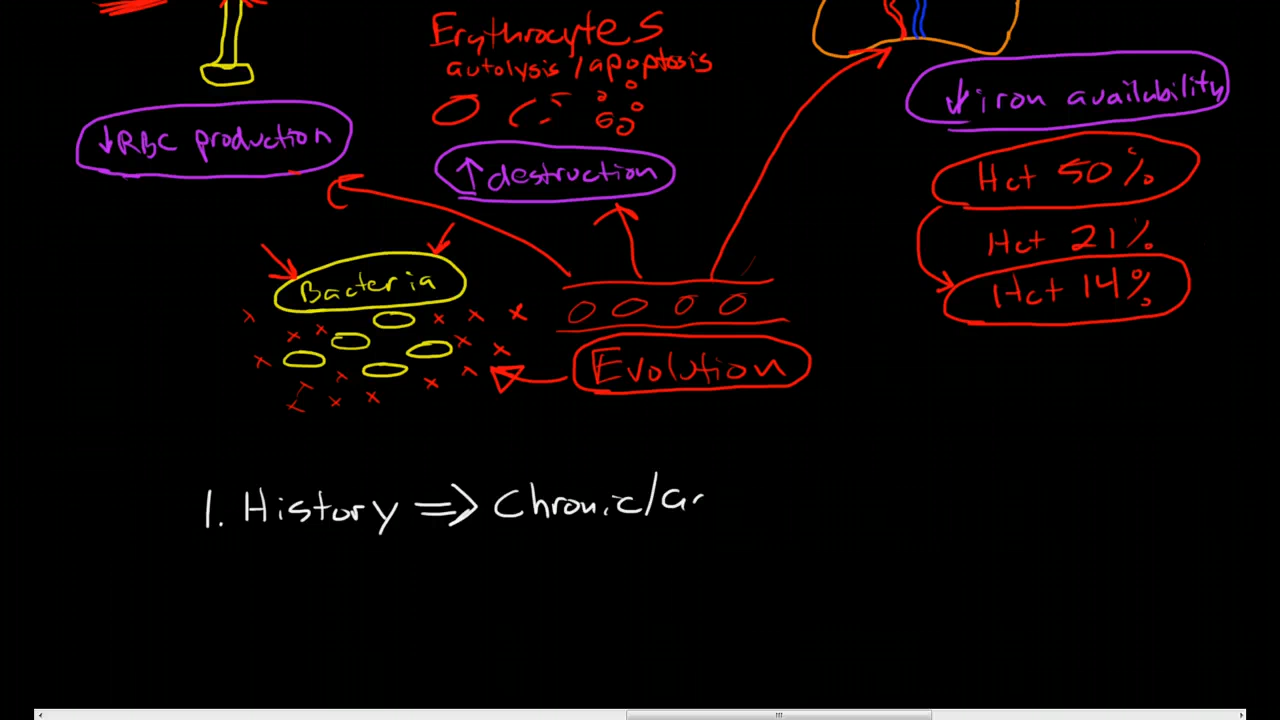 Erythrocytes
autolysis / apoptosis
↓ iron availability
↓RBC production
↑ destruction
Hct 50%
Hct 21%
Hct 14%
Bacteria
Evolution
1. History ⇒ Chronic/